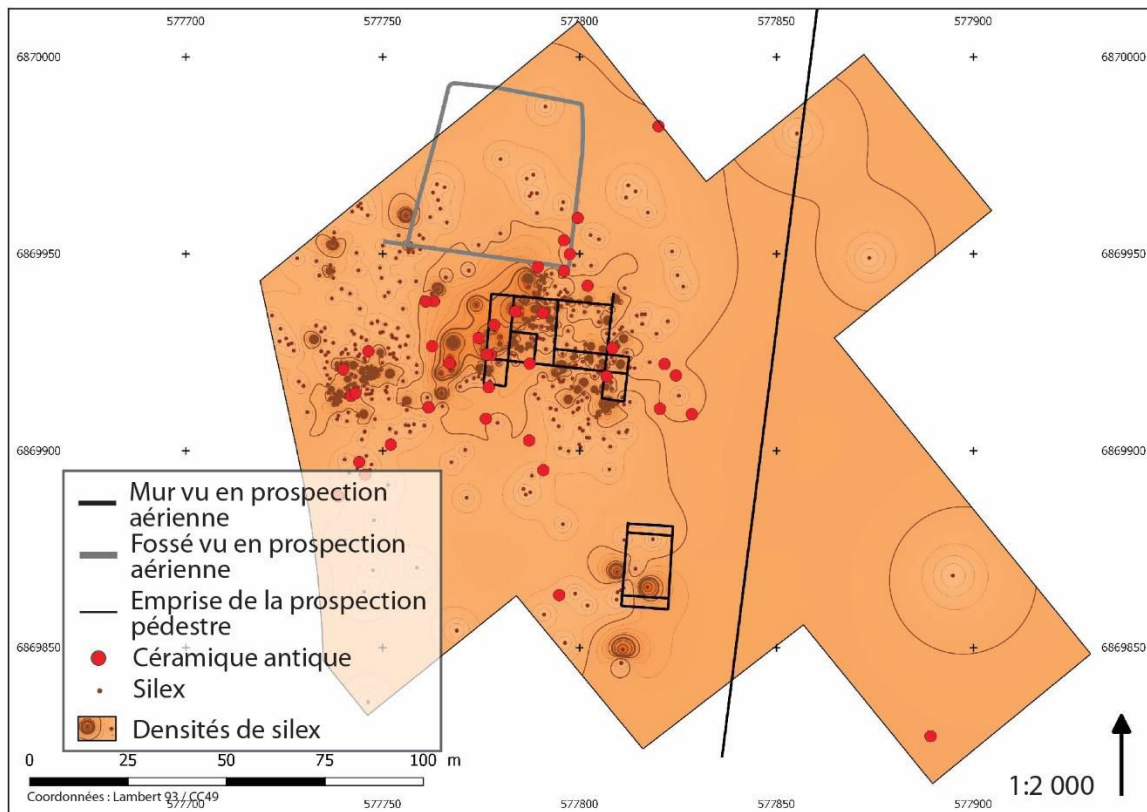 577700 577750 577800 577850 577900
6870000 6870000
6869950 6869950
6869900 6869900
6869850 6869850
Mur vu en prospection
aérienne
Fossé vu en prospection
aérienne
Emprise de la prospection
pédestre
Céramique antique
Silex
Densités de silex
0 25 50 75 100 m
Coordonnées : Lambert 93 / CC49
1:2 000
577700 577750 577800 577850 577900